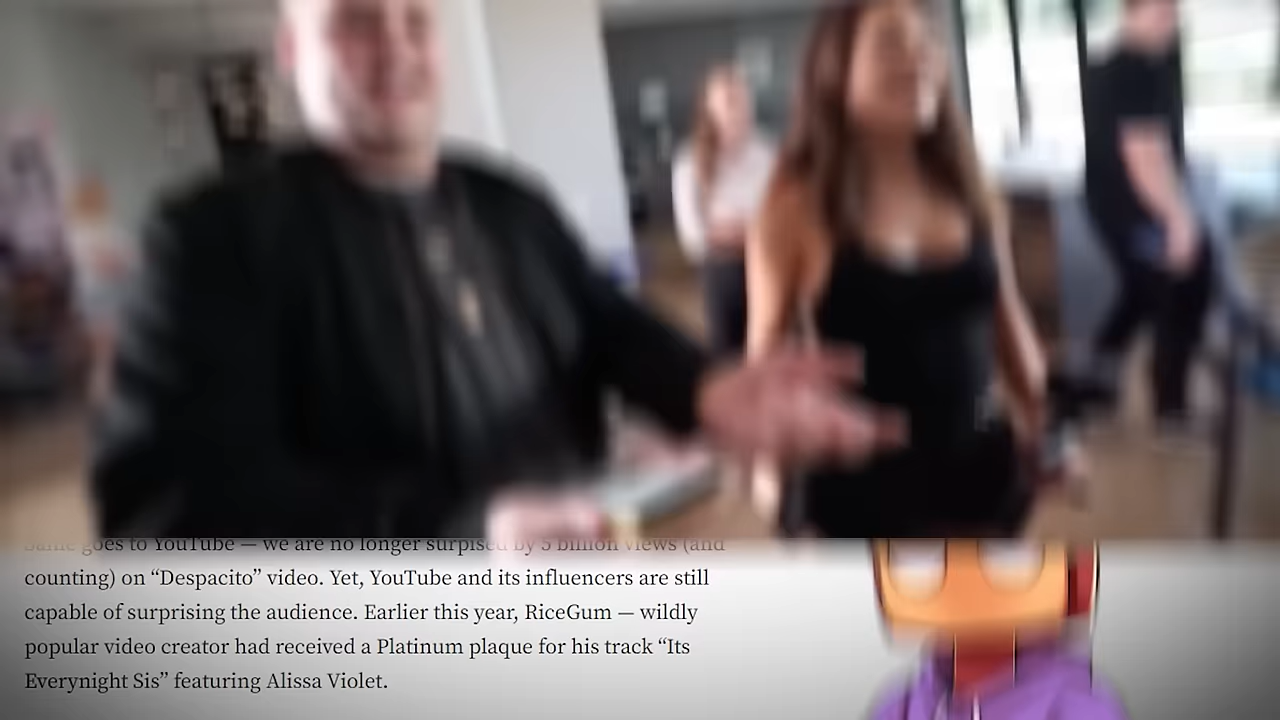 Same goes to YouTube — we are no longer surpised by 5 billion views (and
counting) on “Despacito” video. Yet, YouTube and its influencers are still
capable of surprising the audience. Earlier this year, RiceGum — wildly
popular video creator had received a Platinum plaque for his track “Its
Everynight Sis” featuring Alissa Violet.